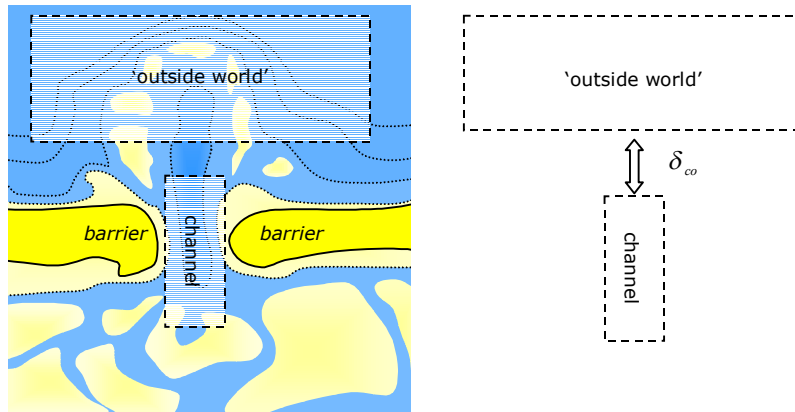 ‘outside world’
barrier
channel
barrier
‘outside world’
δco
channel